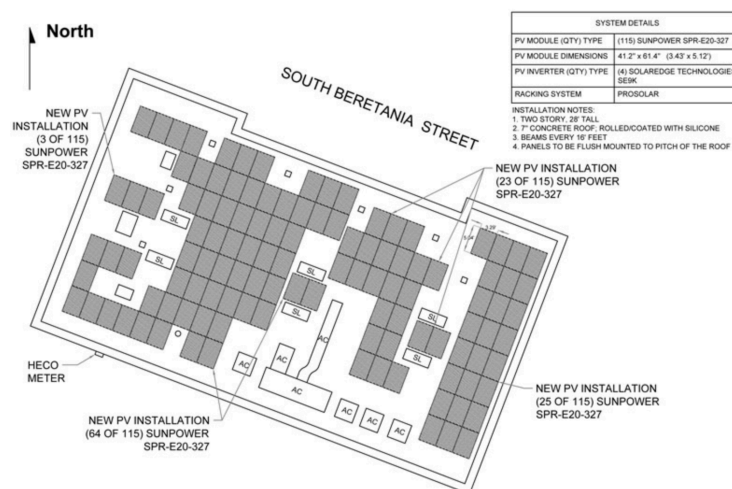 North
SOUTH BERETANIA STREET
SYSTEM DETAILS
PV MODULE (QTY) TYPE (115) SUNPOWER SPR-E20-327
PV MODULE DIMENSIONS 41.2" x 61.4" (3.43' x 5.12')
PV INVERTER (QTY) TYPE (4) SOLAREDGE TECHNOLOGIE
SE9K
RACKING SYSTEM PROSOLAR
INSTALLATION NOTES:
1. TWO STORY, 28' TALL
2. 7" CONCRETE ROOF; ROLLED/COATED WITH SILICONE
3. BEAMS EVERY 16' FEET
4. PANELS TO BE FLUSH MOUNTED TO PITCH OF THE ROOF
NEW PV
INSTALLATION
(3 OF 115)
SUNPOWER
SPR-E20-327
NEW PV INSTALLATION
(23 OF 115) SUNPOWER
SPR-E20-327
SL
SL
SL
SL
SL
SL
AC
AC
AC
AC
AC
AC
AC
HECO
METER
NEW PV INSTALLATION
(64 OF 115) SUNPOWER
SPR-E20-327
NEW PV INSTALLATION
(25 OF 115) SUNPOWER
SPR-E20-327